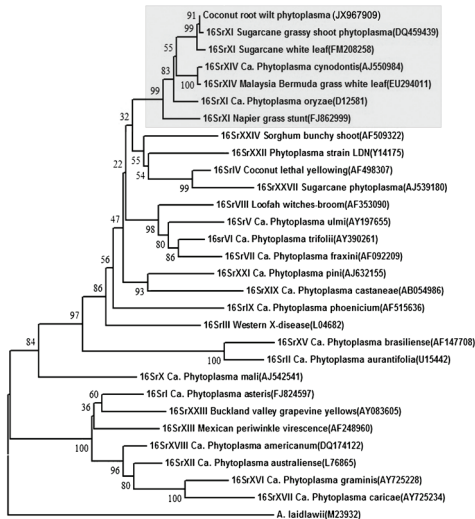 Coconut root wilt phytoplasma (JX967909)
91
16SrXI Sugarcane grassy shoot phytoplasma(DQ459439)
99
16SrXI Sugarcane white leaf(FM208258)
55
16SrXIV Ca. Phytoplasma cynodontis(AJ550984)
83
100
16SrXIV Malaysia Bermuda grass white leaf(EU294011)
99
16SrXI Ca. Phytoplasma oryzae(D12581)
16SrXI Napier grass stunt(FJ862999)
32
16SrXXIV Sorghum bunchy shoot(AF509322)
55
16SrXXII Phytoplasma strain LDN(Y14175)
22
54
16SrIV Coconut lethal yellowing(AF498307)
99
16SrXXVII Sugarcane phytoplasma(AJ539180)
16SrVIII Loofah witches-broom(AF353090)
47
98
16SrV Ca. Phytoplasma ulmi(AY197655)
80
16srVI Ca. Phytoplasma trifolii(AY390261)
86
16SrVII Ca. Phytoplasma fraxini(AF092209)
56
16SrXXI Ca. Phytoplasma pini(AJ632155)
93
16SrXIX Ca. Phytoplasma castaneae(AB054986)
86
16SrIX Ca. Phytoplasma phoenicium(AF515636)
97
16SrIII Western X-disease(L04682)
16SrXV Ca. Phytoplasma brasiliense(AF147708)
84
100
16SrII Ca. Phytoplasma aurantifolia(U15442)
16SrX Ca. Phytoplasma mali(AJ542541)
60
16SrI Ca. Phytoplasma asteris(FJ824597)
36
16SrXXIII Buckland valley grapevine yellows(AY083605)
16SrXIII Mexican periwinkle virescence(AF248960)
100
16SrXVIII Ca. Phytoplasma americanum(DQ174122)
96
16SrXII Ca. Phytoplasma australiense(L76865)
80
16SrXVI Ca. Phytoplasma graminis(AY725228)
100
16SrXVII Ca. Phytoplasma caricae(AY725234)
A. laidlawii(M23932)